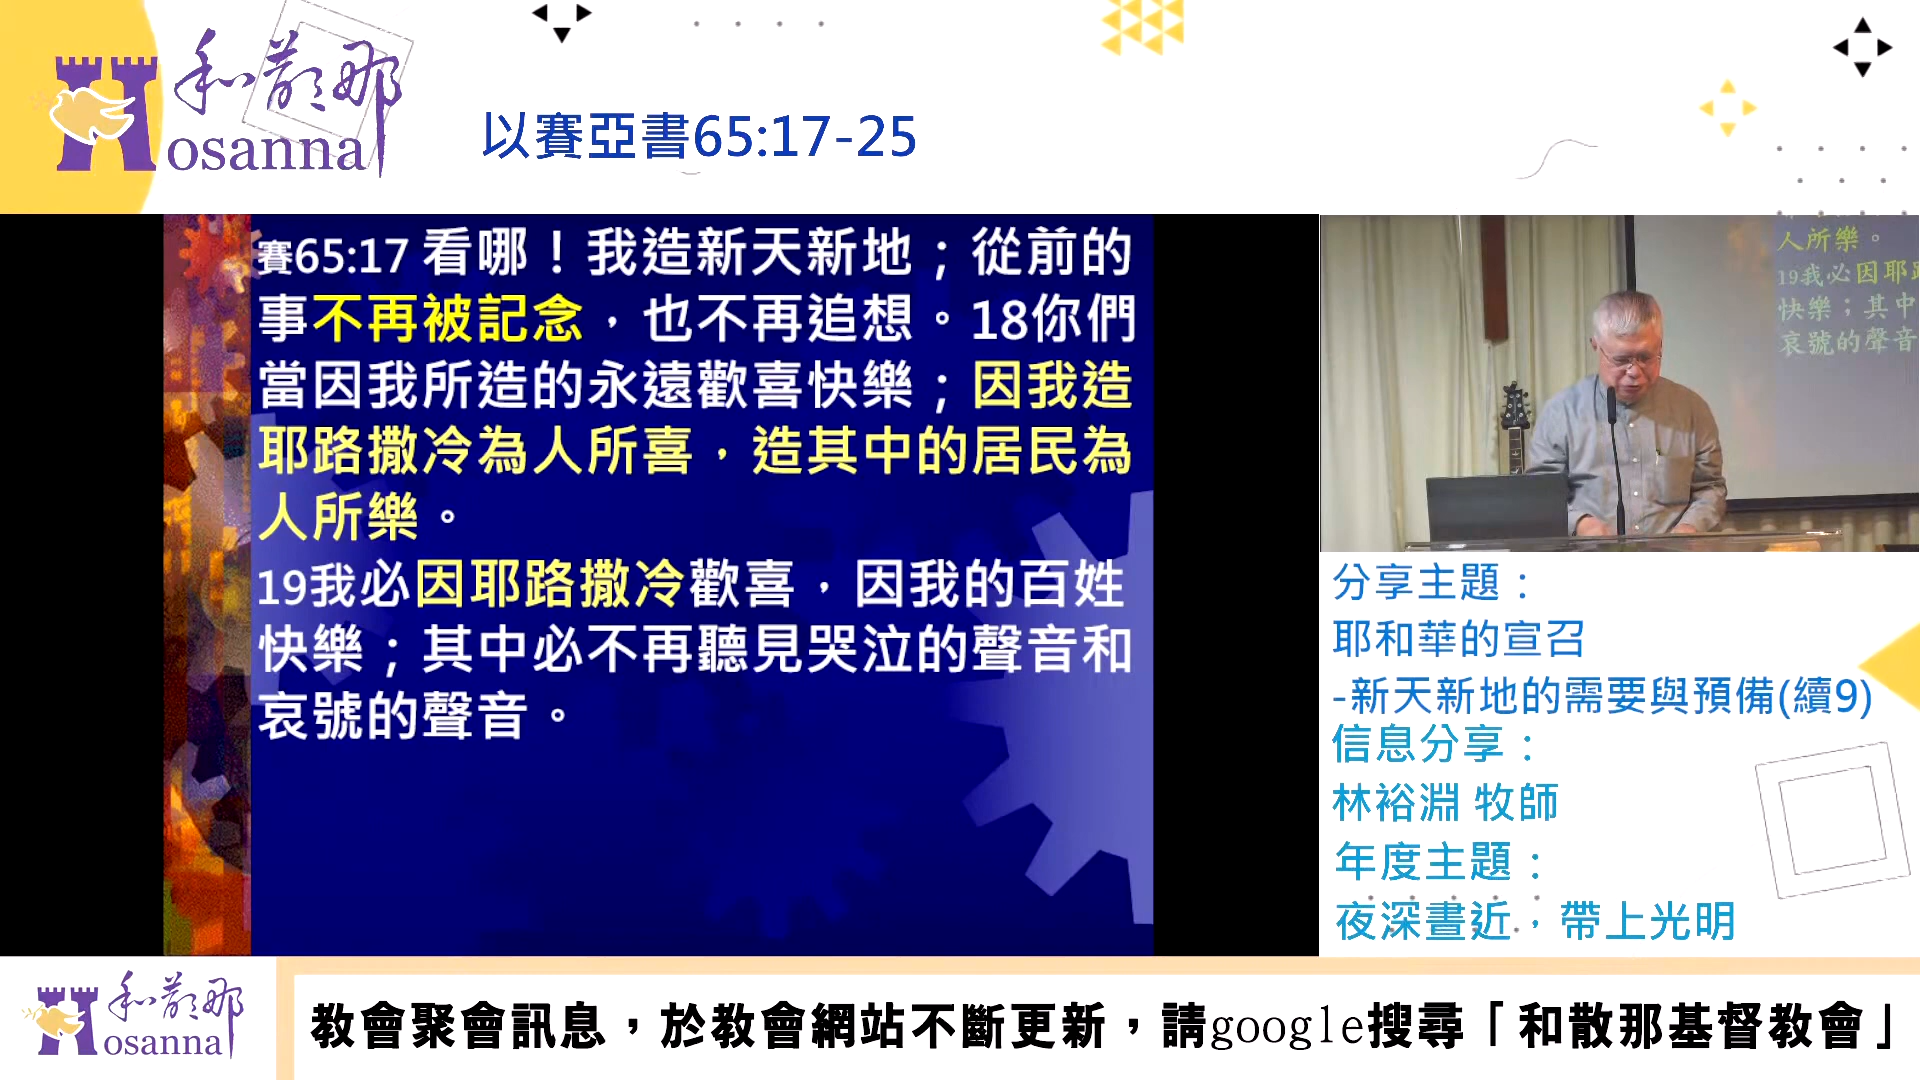 和散那
Hosanna
以賽亞書65:17-25
賽65:17 看哪！我造新天新地；從前的
事不再被記念，也不再追想。18你們
當因我所造的永遠歡喜快樂；因我造
耶路撒冷為人所喜，造其中的居民為
人所樂。
19我必因耶路撒冷歡喜，因我的百姓
快樂；其中必不再聽見哭泣的聲音和
哀號的聲音。
人所樂。
19我必因耶路
快樂；其中
哀號的聲音
分享主題：
耶和華的宣召
-新天新地的需要與預備(續9)
信息分享：
林裕淵 牧師
年度主題：
夜深晝近，帶上光明
和散那
Hosanna
教會聚會訊息，於教會網站不斷更新，請google搜尋「和散那基督教會」